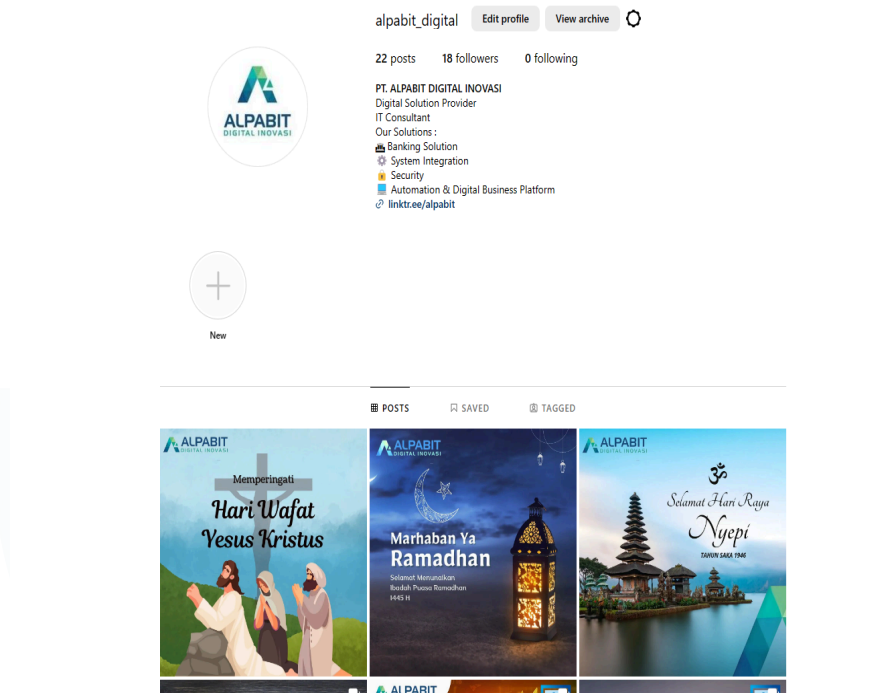 alpabit_digital Edit profile View archive
22 posts 18 followers 0 following
ALPABIT
DIGITAL INOVASI
PT. ALPABIT DIGITAL INOVASI
Digital Solution Provider
IT Consultant
Our Solutions :
Banking Solution
System Integration
Security
Automation & Digital Business Platform
linktr.ee/alpabit
New
POSTS SAVED TAGGED
ALPABIT
DIGITAL INOVASI
Memperingati
Hari Wafat
Yesus Kristus
ALPABIT
DIGITAL INOVASI
Marhaban Ya
Ramadhan
Selamat Menunaikan
Ibadah Puasa Ramadhan
1445 H
ALPABIT
DIGITAL INOVASI
ॐ
Selamat Hari Raya
Nyepi
TAHUN SAKA 1946
ALPABIT